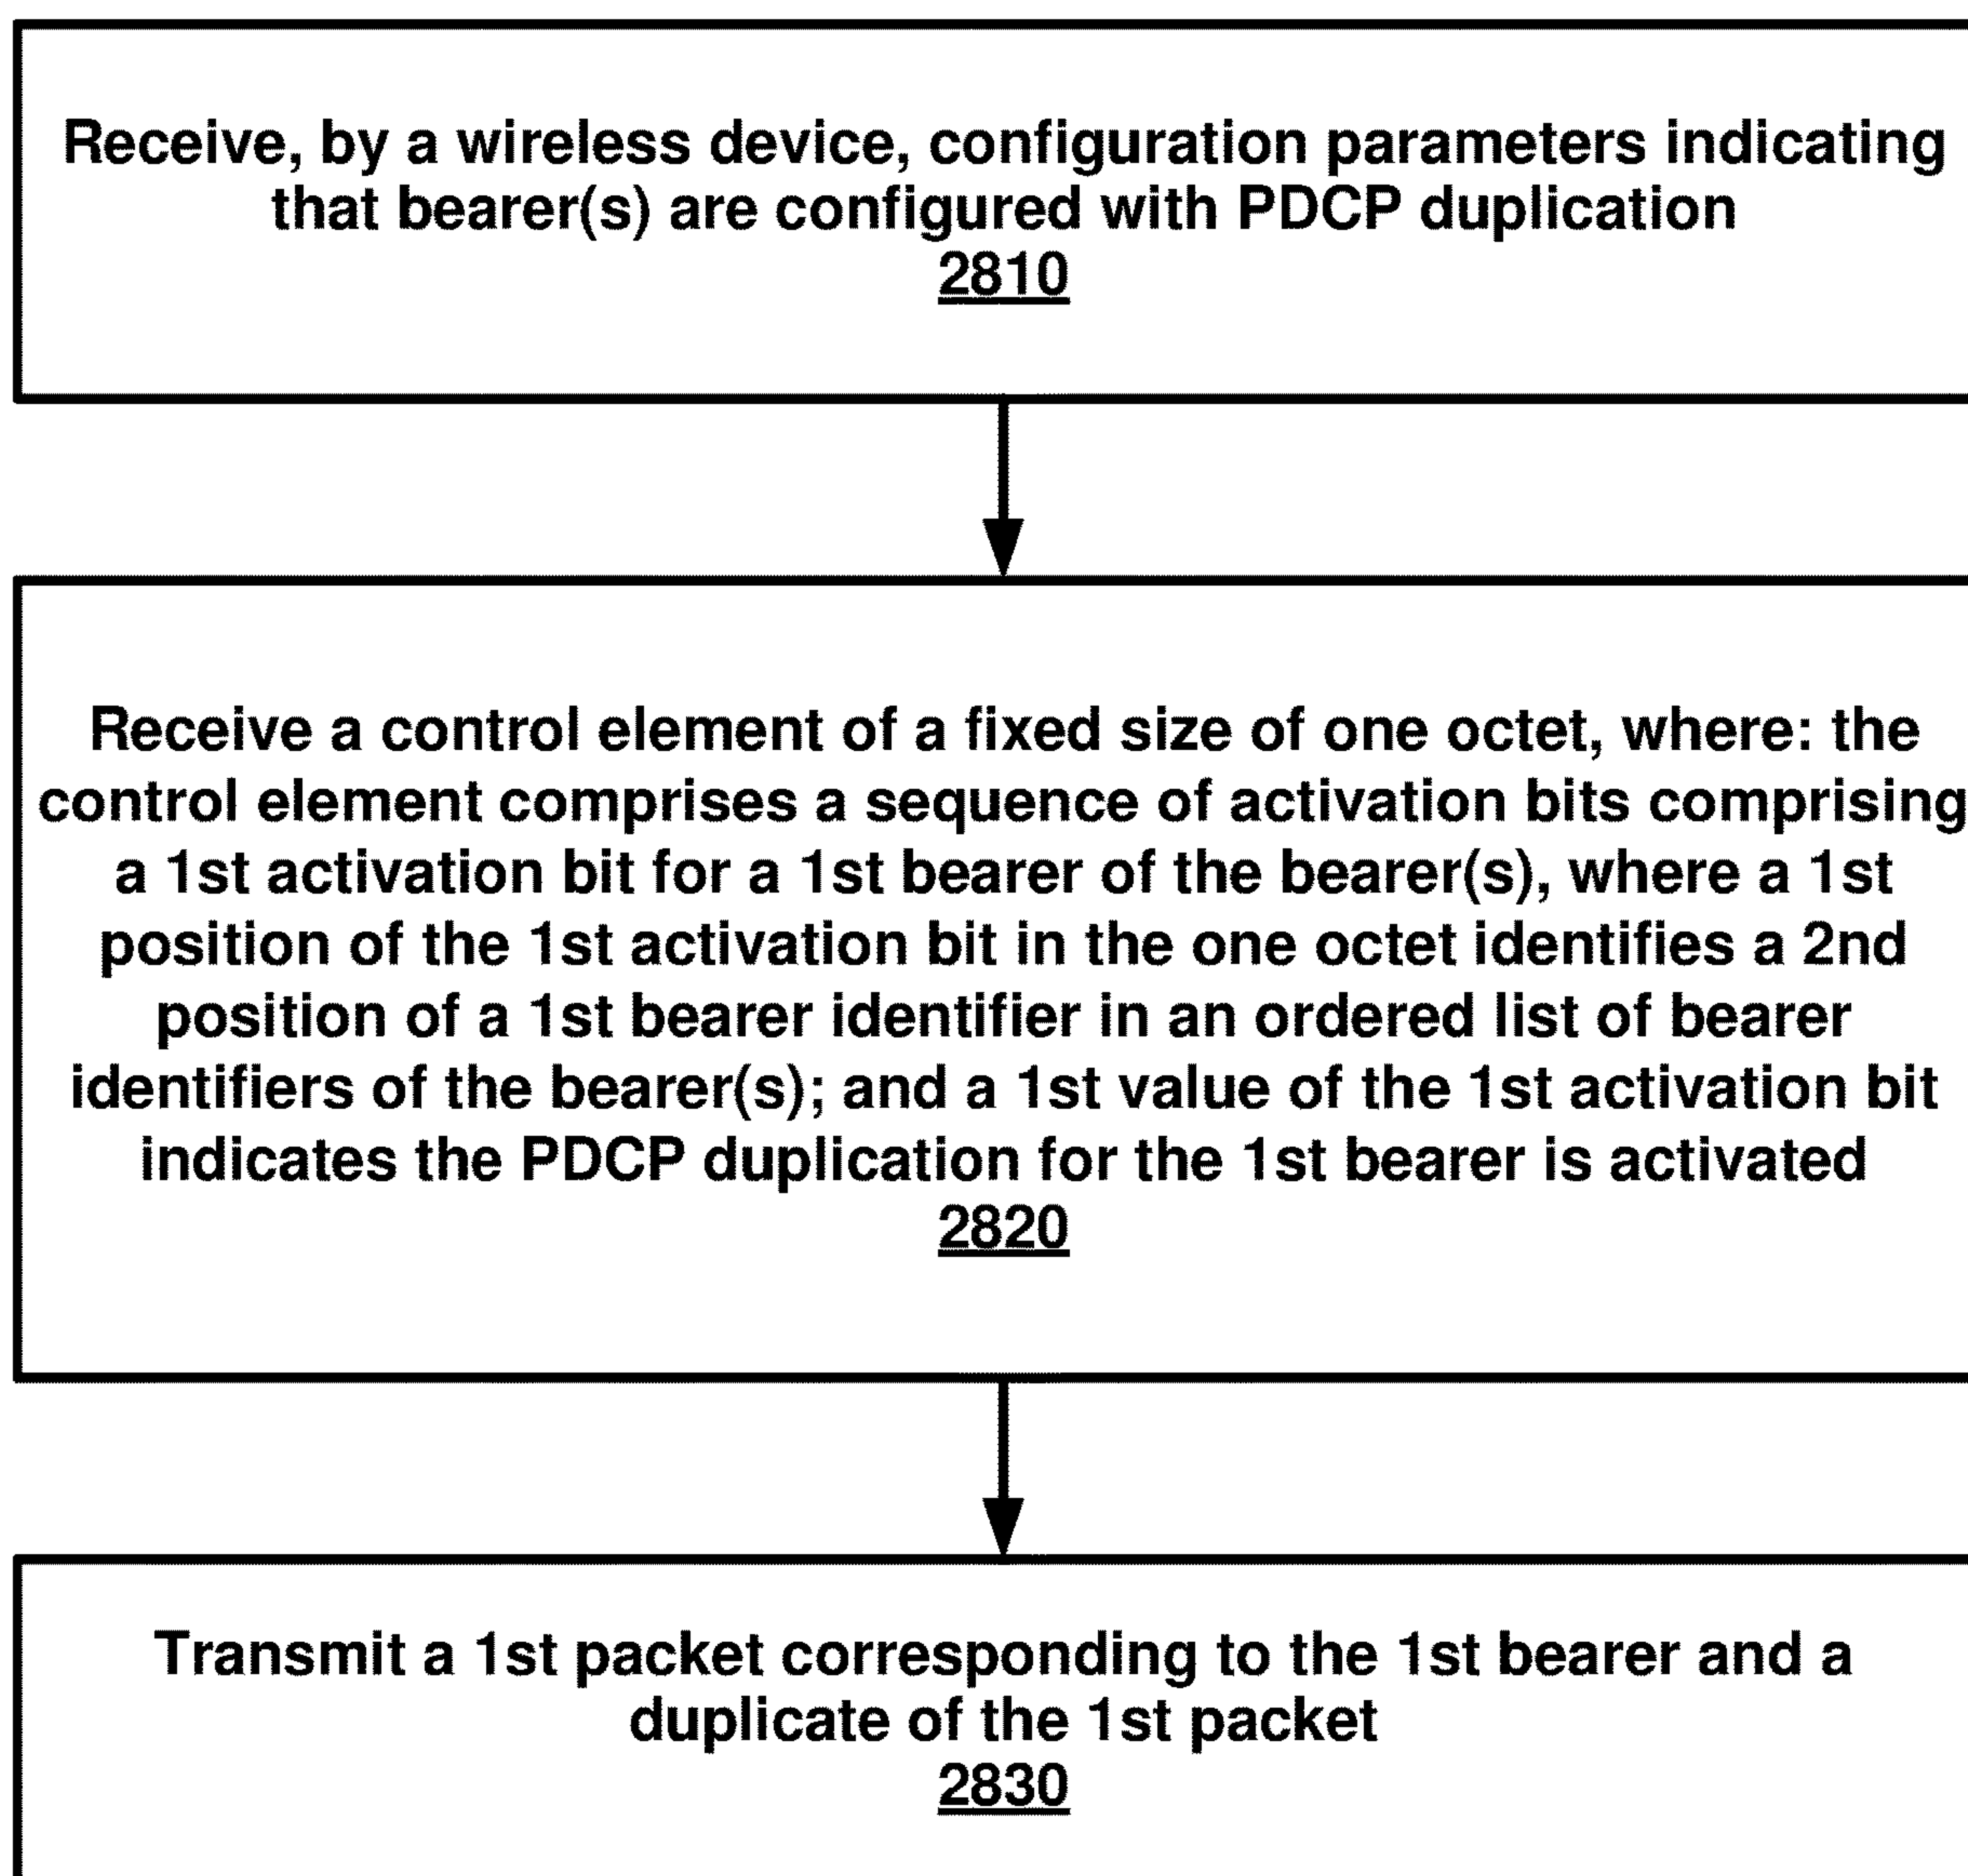 Receive, by a wireless device, configuration parameters indicating
that bearer(s) are configured with PDCP duplication
2810
Receive a control element of a fixed size of one octet, where: the
control element comprises a sequence of activation bits comprising
a 1st activation bit for a 1st bearer of the bearer(s), where a 1st
position of the 1st activation bit in the one octet identifies a 2nd
position of a 1st bearer identifier in an ordered list of bearer
identifiers of the bearer(s); and a 1st value of the 1st activation bit
indicates the PDCP duplication for the 1st bearer is activated
2820
Transmit a 1st packet corresponding to the 1st bearer and a
duplicate of the 1st packet
2830